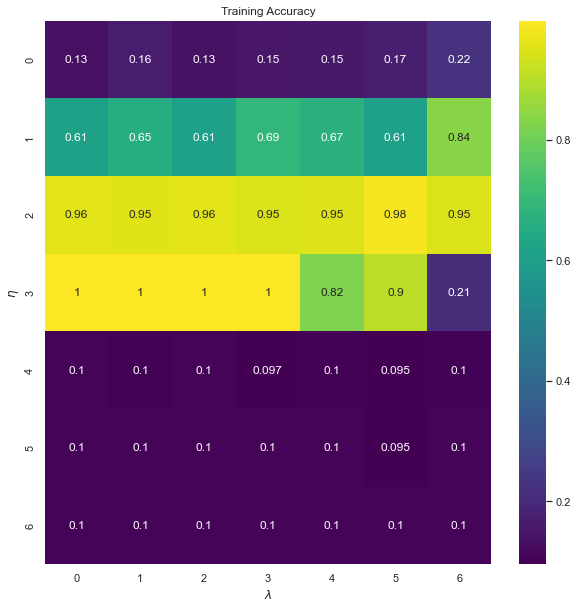 Training Accuracy
0 0.13 0.16 0.13 0.15 0.15 0.17 0.22
1 0.61 0.65 0.61 0.69 0.67 0.61 0.84
2 0.96 0.95 0.96 0.95 0.95 0.98 0.95
η
3 1 1 1 1 0.82 0.9 0.21
4 0.1 0.1 0.1 0.097 0.1 0.095 0.1
5 0.1 0.1 0.1 0.1 0.1 0.095 0.1
6 0.1 0.1 0.1 0.1 0.1 0.1 0.1
0 1 2 3 4 5 6
λ
0.8
0.6
0.4
0.2